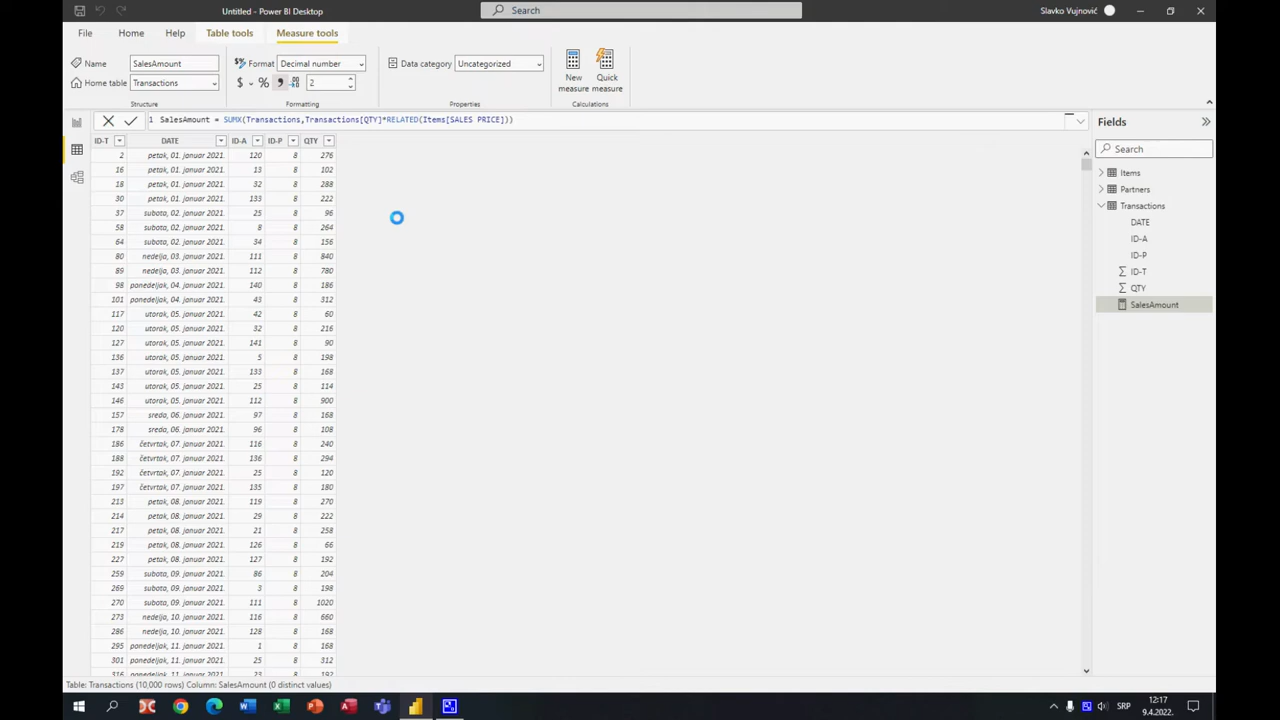 Untitled - Power BI Desktop
Search
Slavko Vujnović
File Home Help Table tools Measure tools
Name SalesAmount
Format Decimal number
Data category Uncategorized
New measure
Quick measure
Home table Transactions
$ % 2
Structure Formatting Properties Calculations
1 SalesAmount = SUMX(Transactions,Transactions[QTY]*RELATED(Items[SALES PRICE]))
ID-T DATE ID-A ID-P QTY
2 petak, 01. januar 2021. 120 8 276
16 petak, 01. januar 2021. 13 8 102
18 petak, 01. januar 2021. 32 8 288
30 petak, 01. januar 2021. 133 8 222
37 subota, 02. januar 2021. 25 8 96
58 subota, 02. januar 2021. 8 8 264
64 subota, 02. januar 2021. 34 8 156
80 nedelja, 03. januar 2021. 111 8 840
89 nedelja, 03. januar 2021. 112 8 780
98 ponedeljak, 04. januar 2021. 140 8 186
101 ponedeljak, 04. januar 2021. 43 8 312
117 utorak, 05. januar 2021. 42 8 60
120 utorak, 05. januar 2021. 32 8 216
127 utorak, 05. januar 2021. 141 8 90
136 utorak, 05. januar 2021. 5 8 198
137 utorak, 05. januar 2021. 133 8 168
143 utorak, 05. januar 2021. 25 8 114
146 utorak, 05. januar 2021. 112 8 900
157 sreda, 06. januar 2021. 97 8 168
178 sreda, 06. januar 2021. 96 8 108
186 četvrtak, 07. januar 2021. 116 8 240
188 četvrtak, 07. januar 2021. 136 8 294
192 četvrtak, 07. januar 2021. 25 8 120
197 četvrtak, 07. januar 2021. 135 8 180
213 petak, 08. januar 2021. 119 8 270
214 petak, 08. januar 2021. 29 8 222
217 petak, 08. januar 2021. 21 8 258
219 petak, 08. januar 2021. 126 8 66
227 petak, 08. januar 2021. 127 8 192
259 subota, 09. januar 2021. 86 8 204
269 subota, 09. januar 2021. 3 8 198
270 subota, 09. januar 2021. 111 8 1020
273 nedelja, 10. januar 2021. 116 8 660
286 nedelja, 10. januar 2021. 128 8 168
295 ponedeljak, 11. januar 2021. 1 8 168
301 ponedeljak, 11. januar 2021. 25 8 312
316 ponedeljak, 11. januar 2021. 23 8 192
Fields
Search
Items
Partners
Transactions
DATE
ID-A
ID-P
ID-T
QTY
SalesAmount
Table: Transactions (10,000 rows) Column: SalesAmount (0 distinct values)
SRP
12:17
9.4.2022.